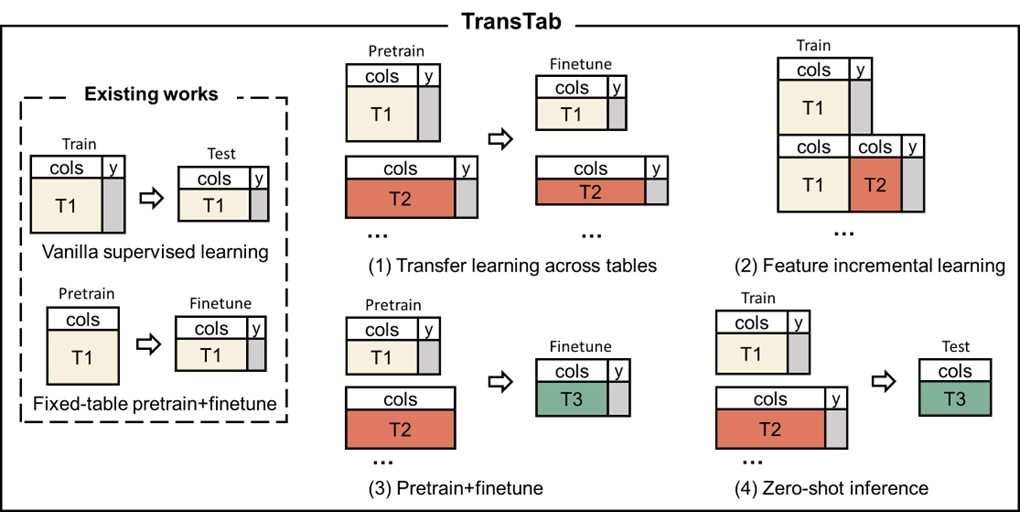 TransTab
Existing works
Train
cols y
T1
Test
cols y
T1
Vanilla supervised learning
Pretrain
cols
T1
Finetune
cols y
T1
Fixed-table pretrain+finetune
Pretrain
cols y
T1
cols y
T2
...
Finetune
cols y
T1
cols y
T2
...
(1) Transfer learning across tables
Train
cols y
T1
cols cols y
T1 T2
...
(2) Feature incremental learning
Pretrain
cols y
T1
cols
T2
...
Finetune
cols y
T3
(3) Pretrain+finetune
Train
cols y
T1
cols y
T2
...
Test
cols
T3
(4) Zero-shot inference